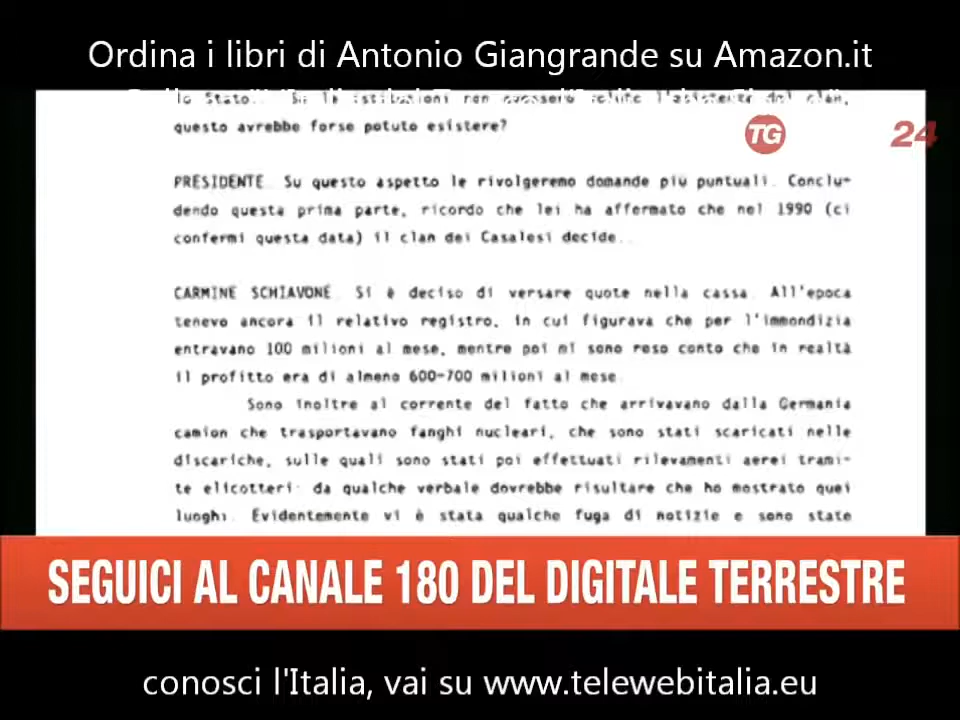 Ordina i libri di Antonio Giangrande su Amazon.it
lo Stato
questo avrebbe forse potuto esistere?
TG 24
PRESIDENTE. Su questo aspetto le rivolgeremo domande più puntuali. Conclu-
dendo questa prima parte, ricordo che lei ha affermato che nel 1990 (ci
confermi questa data) il clan dei Casalesi decide...
CARMINE SCHIAVONE. Si è deciso di versare quote nella cassa. All'epoca
tenevo ancora il relativo registro, in cui figurava che per l'immondizia
entravano 100 milioni al mese, mentre poi mi sono reso conto che in realtà
il profitto era di almeno 600-700 milioni al mese.
Sono inoltre al corrente del fatto che arrivavano dalla Germania
camion che trasportavano fanghi nucleari, che sono stati scaricati nelle
discariche, sulle quali sono stati poi effettuati rilevamenti aerei trami-
te elicotteri: da qualche verbale dovrebbe risultare che ho mostrato quei
luoghi. Evidentemente vi è stata qualche fuga di notizie e sono state
SEGUICI AL CANALE 180 DEL DIGITALE TERRESTRE
conosci l'Italia, vai su www.telewebitalia.eu